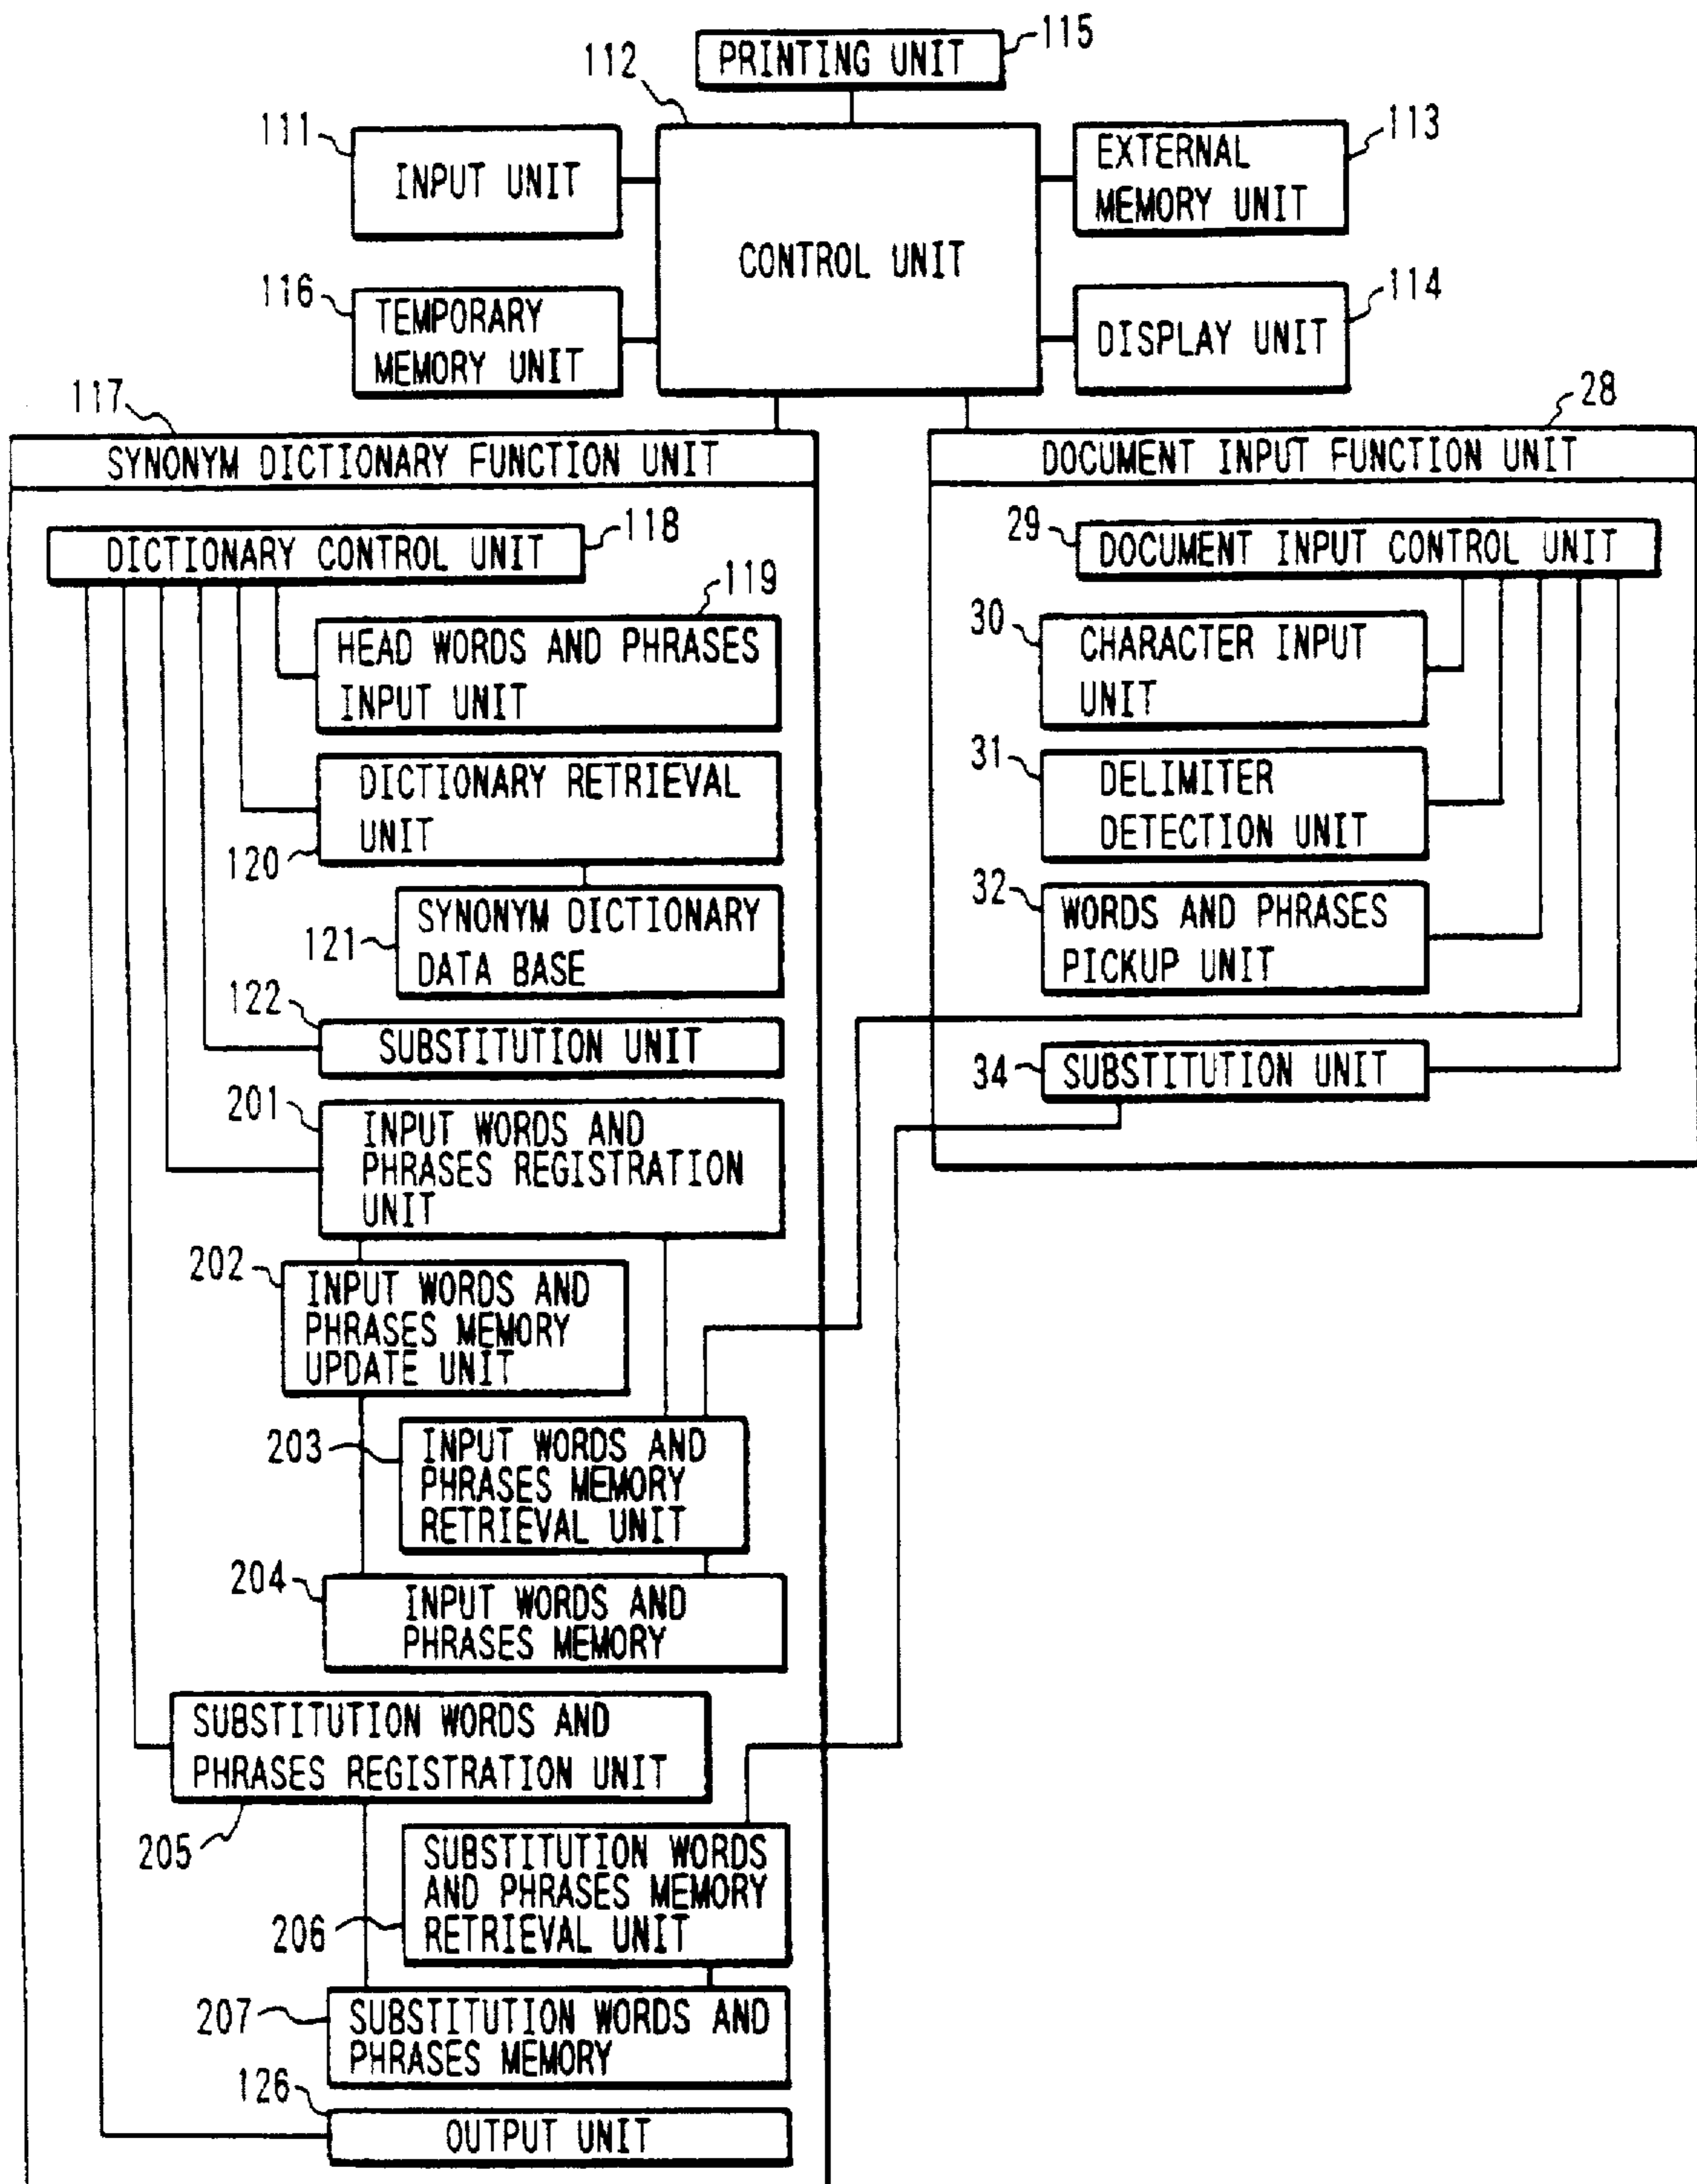 PRINTING UNIT
115
112
111
INPUT UNIT
CONTROL UNIT
EXTERNAL
MEMORY UNIT
113
116
TEMPORARY
MEMORY UNIT
DISPLAY UNIT
114
117
SYNONYM DICTIONARY FUNCTION UNIT
DICTIONARY CONTROL UNIT
118
119
HEAD WORDS AND PHRASES
INPUT UNIT
DICTIONARY RETRIEVAL
UNIT
120
SYNONYM DICTIONARY
DATA BASE
121
122
SUBSTITUTION UNIT
201
INPUT WORDS AND
PHRASES REGISTRATION
UNIT
202
INPUT WORDS AND
PHRASES MEMORY
UPDATE UNIT
203
INPUT WORDS AND
PHRASES MEMORY
RETRIEVAL UNIT
204
INPUT WORDS AND
PHRASES MEMORY
SUBSTITUTION WORDS AND
PHRASES REGISTRATION UNIT
205
SUBSTITUTION WORDS
AND PHRASES MEMORY
RETRIEVAL UNIT
206
207
SUBSTITUTION WORDS AND
PHRASES MEMORY
126
OUTPUT UNIT
28
DOCUMENT INPUT FUNCTION UNIT
29
DOCUMENT INPUT CONTROL UNIT
30
CHARACTER INPUT
UNIT
31
DELIMITER
DETECTION UNIT
32
WORDS AND PHRASES
PICKUP UNIT
34
SUBSTITUTION UNIT